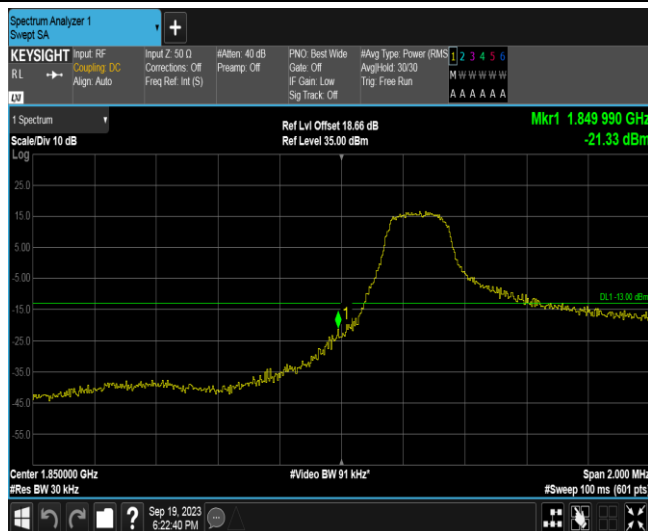 Spectrum Analyzer 1
Swept SA
+
KEYSIGHT
RL
LXI
Input: RF
Coupling: DC
Align: Auto
Input Z: 50 Ω
Corrections: Off
Freq Ref: Int (S)
#Atten: 40 dB
Preamp: Off
PNO: Best Wide
Gate: Off
IF Gain: Low
Sig Track: Off
#Avg Type: Power (RMS
Avg|Hold: 30/30
Trig: Free Run
1 2 3 4 5 6
M W W W W W
A A A A A A
1 Spectrum
Scale/Div 10 dB
Log
Ref Lvl Offset 18.66 dB
Ref Level 35.00 dBm
Mkr1 1.849 990 GHz
-21.33 dBm
25.0
15.0
5.00
-5.00
-15.0
-25.0
-35.0
-45.0
-55.0
DL1 -13.00 dBm
1
Center 1.850000 GHz
#Res BW 30 kHz
#Video BW 91 kHz*
Span 2.000 MHz
#Sweep 100 ms (601 pts)
?
Sep 19, 2023
6:22:40 PM